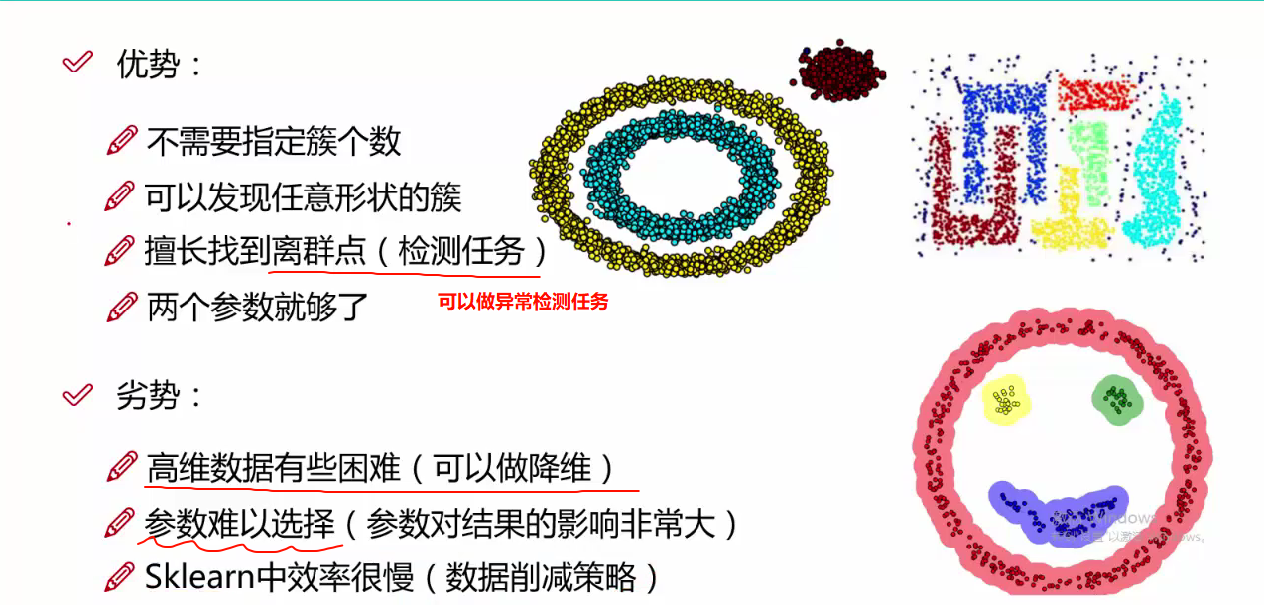 优势：
不需要指定簇个数
可以发现任意形状的簇
擅长找到离群点（检测任务）
可以做异常检测任务
两个参数就够了
劣势：
高维数据有些困难（可以做降维）
参数难以选择（参数对结果的影响非常大）
Sklearn中效率很慢（数据削减策略）